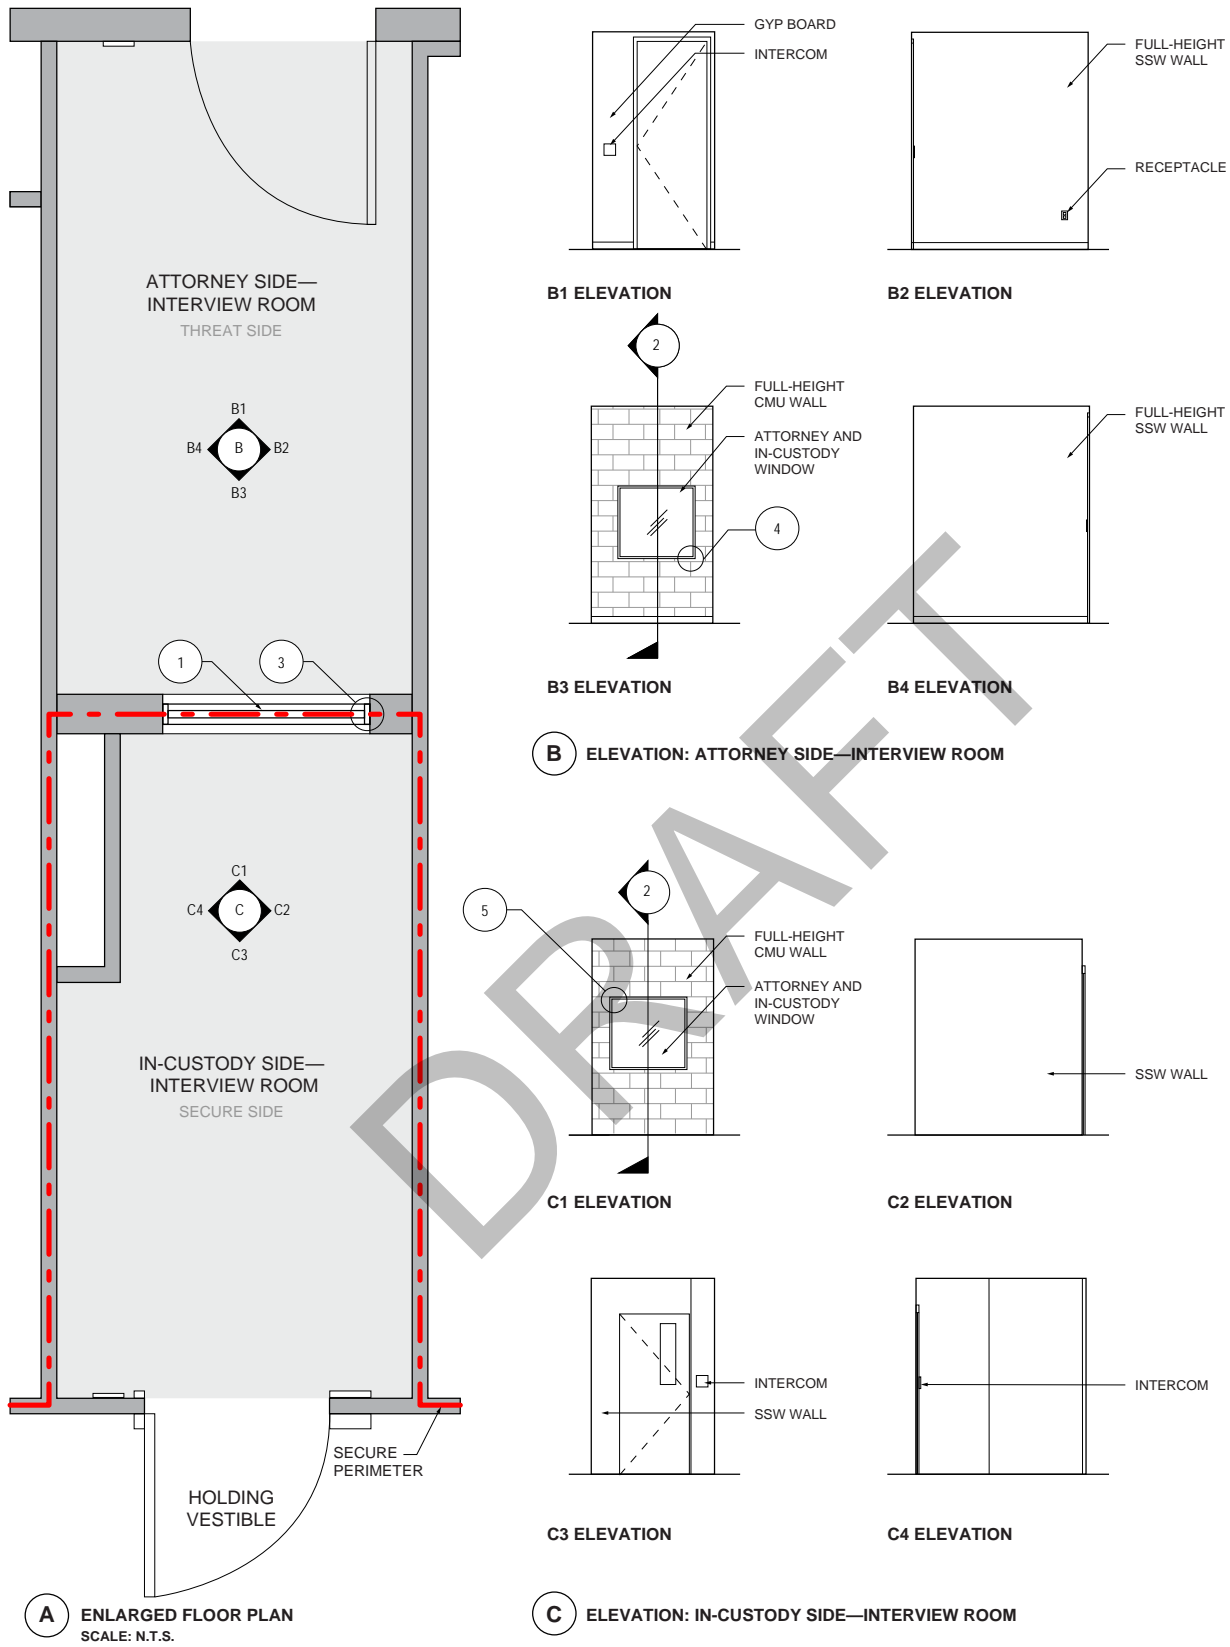 ATTORNEY SIDE—
INTERVIEW ROOM
THREAT SIDE
B1
B4
B
B2
B3
1
3
C1
C4
C
C2
C3
IN-CUSTODY SIDE—
INTERVIEW ROOM
SECURE SIDE
SECURE
PERIMETER
HOLDING
VESTIBLE
A
ENLARGED FLOOR PLAN
SCALE: N.T.S.
GYP BOARD
INTERCOM
B1 ELEVATION
FULL-HEIGHT
SSW WALL
RECEPTACLE
B2 ELEVATION
2
FULL-HEIGHT
CMU WALL
ATTORNEY AND
IN-CUSTODY
WINDOW
4
B3 ELEVATION
FULL-HEIGHT
SSW WALL
B4 ELEVATION
B
ELEVATION: ATTORNEY SIDE—INTERVIEW ROOM
DRAFT
2
5
FULL-HEIGHT
CMU WALL
ATTORNEY AND
IN-CUSTODY
WINDOW
C1 ELEVATION
SSW WALL
C2 ELEVATION
INTERCOM
SSW WALL
C3 ELEVATION
INTERCOM
C4 ELEVATION
C
ELEVATION: IN-CUSTODY SIDE—INTERVIEW ROOM